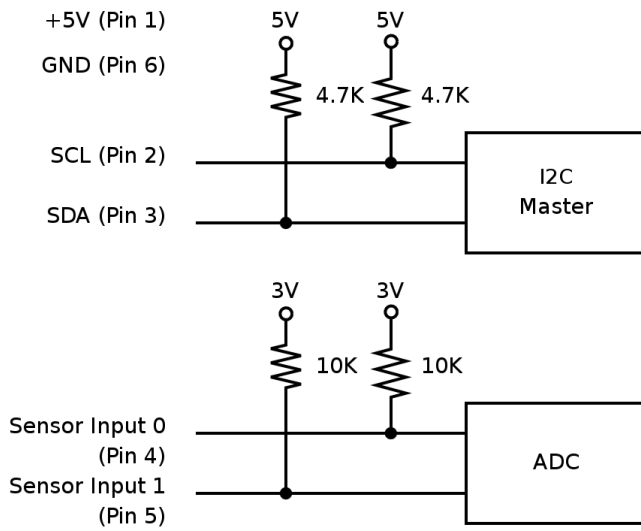 +5V (Pin 1)
5V
5V
GND (Pin 6)
4.7K
4.7K
SCL (Pin 2)
I2C
Master
SDA (Pin 3)
3V
3V
10K
10K
Sensor Input 0
(Pin 4)
ADC
Sensor Input 1
(Pin 5)